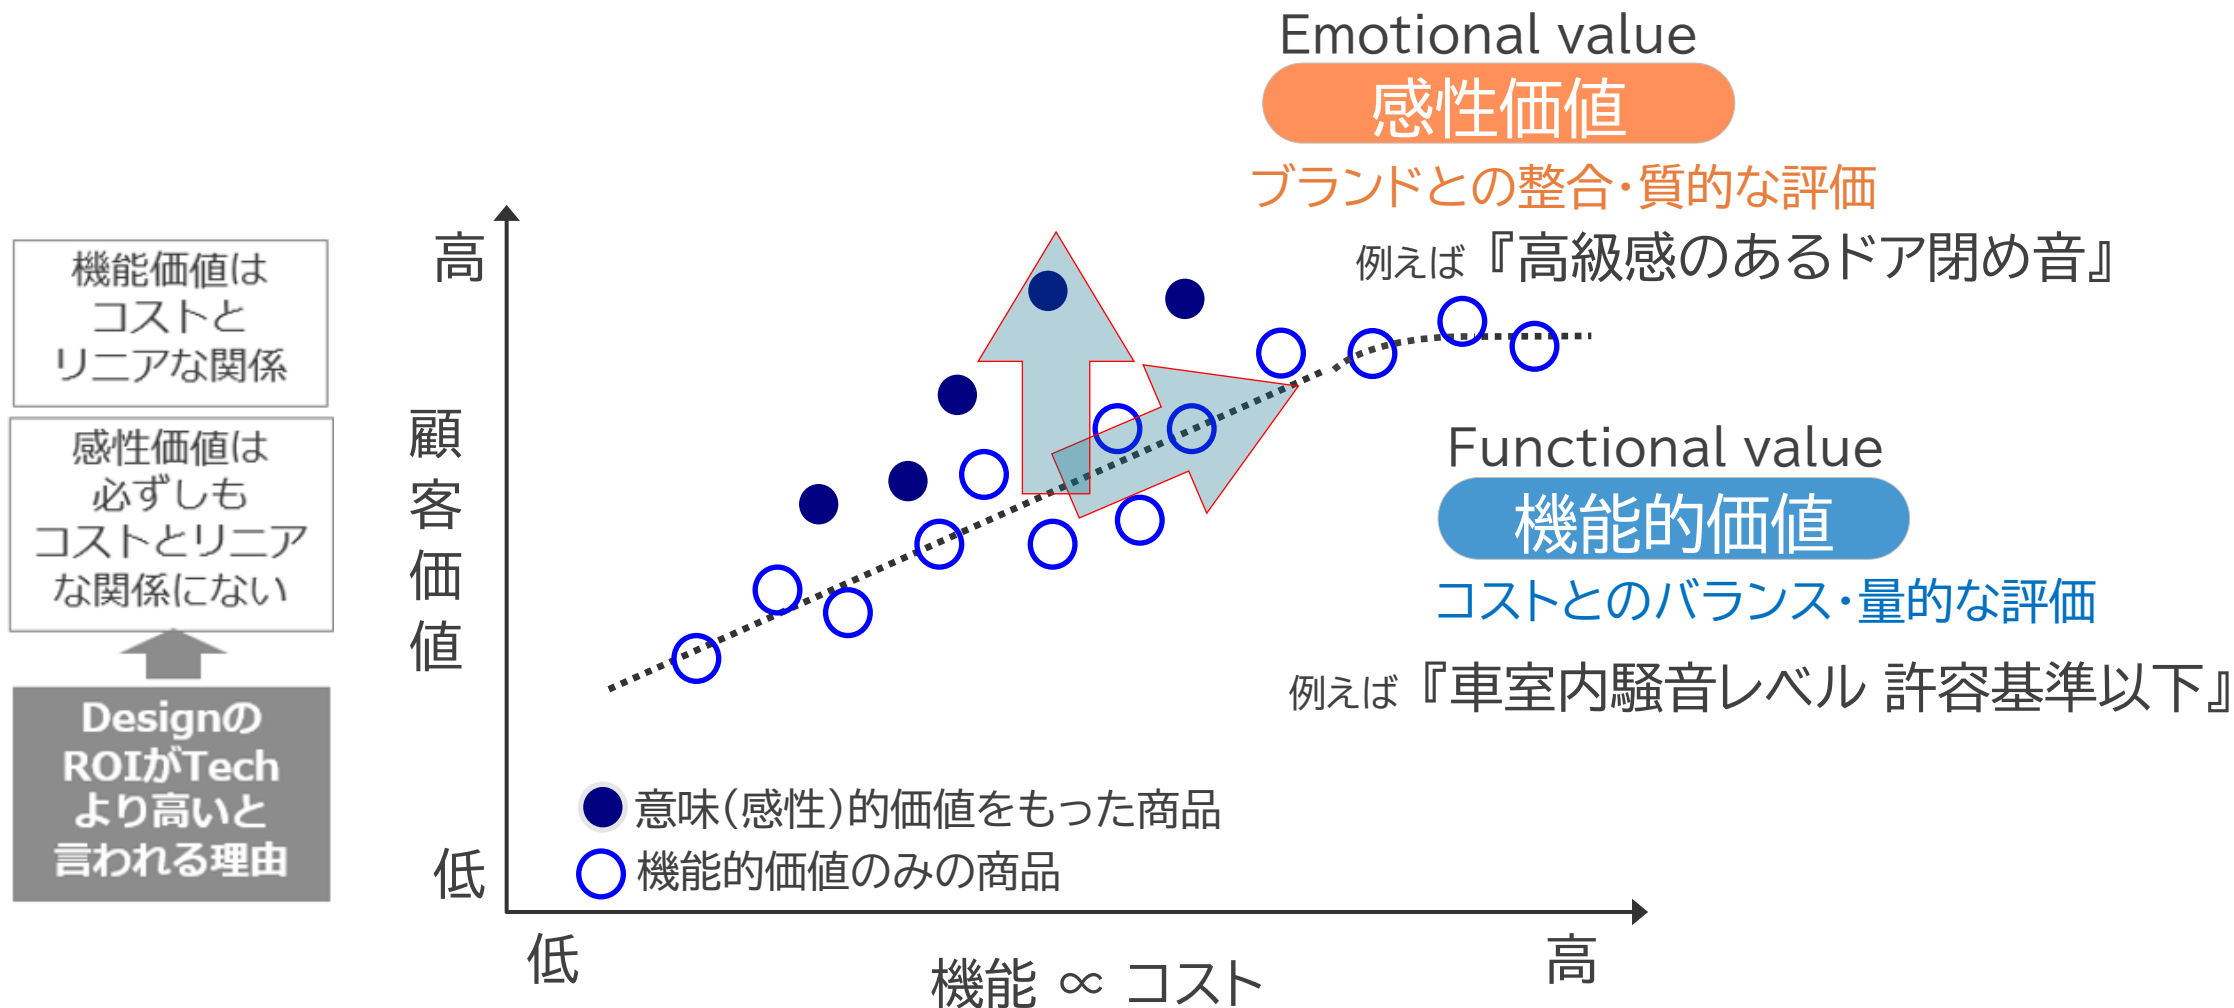 Emotional value
感性価値
ブランドとの整合・質的な評価
例えば『高級感のあるドア閉め音』
機能価値は
コストと
リニアな関係
感性価値は
必ずしも
コストとリニア
な関係にない
Designの
ROIがTech
より高いと
言われる理由
高
顧客価値
低
Functional value
機能的価値
コストとのバランス・量的な評価
例えば『車室内騒音レベル 許容基準以下』
意味(感性)的価値をもった商品
機能的価値のみの商品
低
機能 ∝ コスト
高